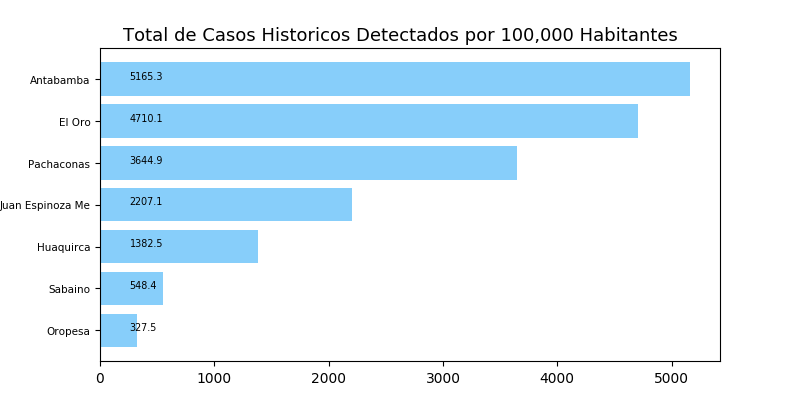 Total de Casos Historicos Detectados por 100,000 Habitantes
Antabamba 5165.3
El Oro 4710.1
Pachaconas 3644.9
Juan Espinoza Me 2207.1
Huaquirca 1382.5
Sabaino 548.4
Oropesa 327.5
0 1000 2000 3000 4000 5000